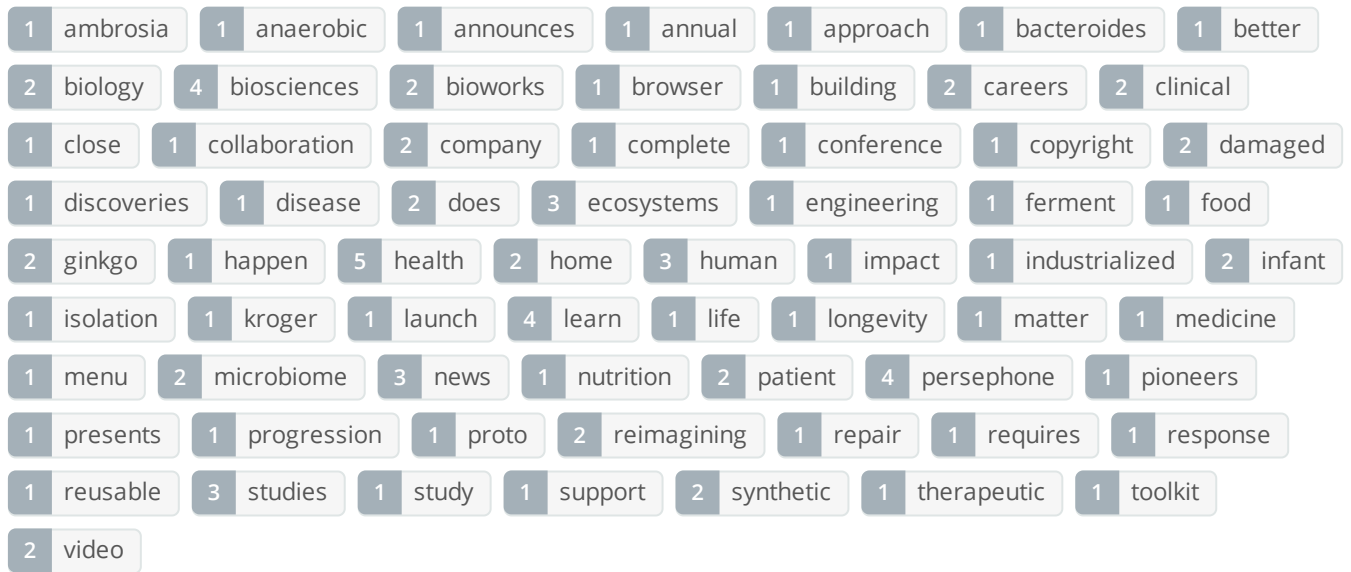 1 ambrosia 1 anaerobic 1 announces 1 annual 1 approach 1 bacteroides 1 better
2 biology 4 biosciences 2 bioworks 1 browser 1 building 2 careers 2 clinical
1 close 1 collaboration 2 company 1 complete 1 conference 1 copyright 2 damaged
1 discoveries 1 disease 2 does 3 ecosystems 1 engineering 1 ferment 1 food
2 ginkgo 1 happen 5 health 2 home 3 human 1 impact 1 industrialized 2 infant
1 isolation 1 kroger 1 launch 4 learn 1 life 1 longevity 1 matter 1 medicine
1 menu 2 microbiome 3 news 1 nutrition 2 patient 4 persephone 1 pioneers
1 presents 1 progression 1 proto 2 reimagining 1 repair 1 requires 1 response
1 reusable 3 studies 1 study 1 support 2 synthetic 1 therapeutic 1 toolkit
2 video